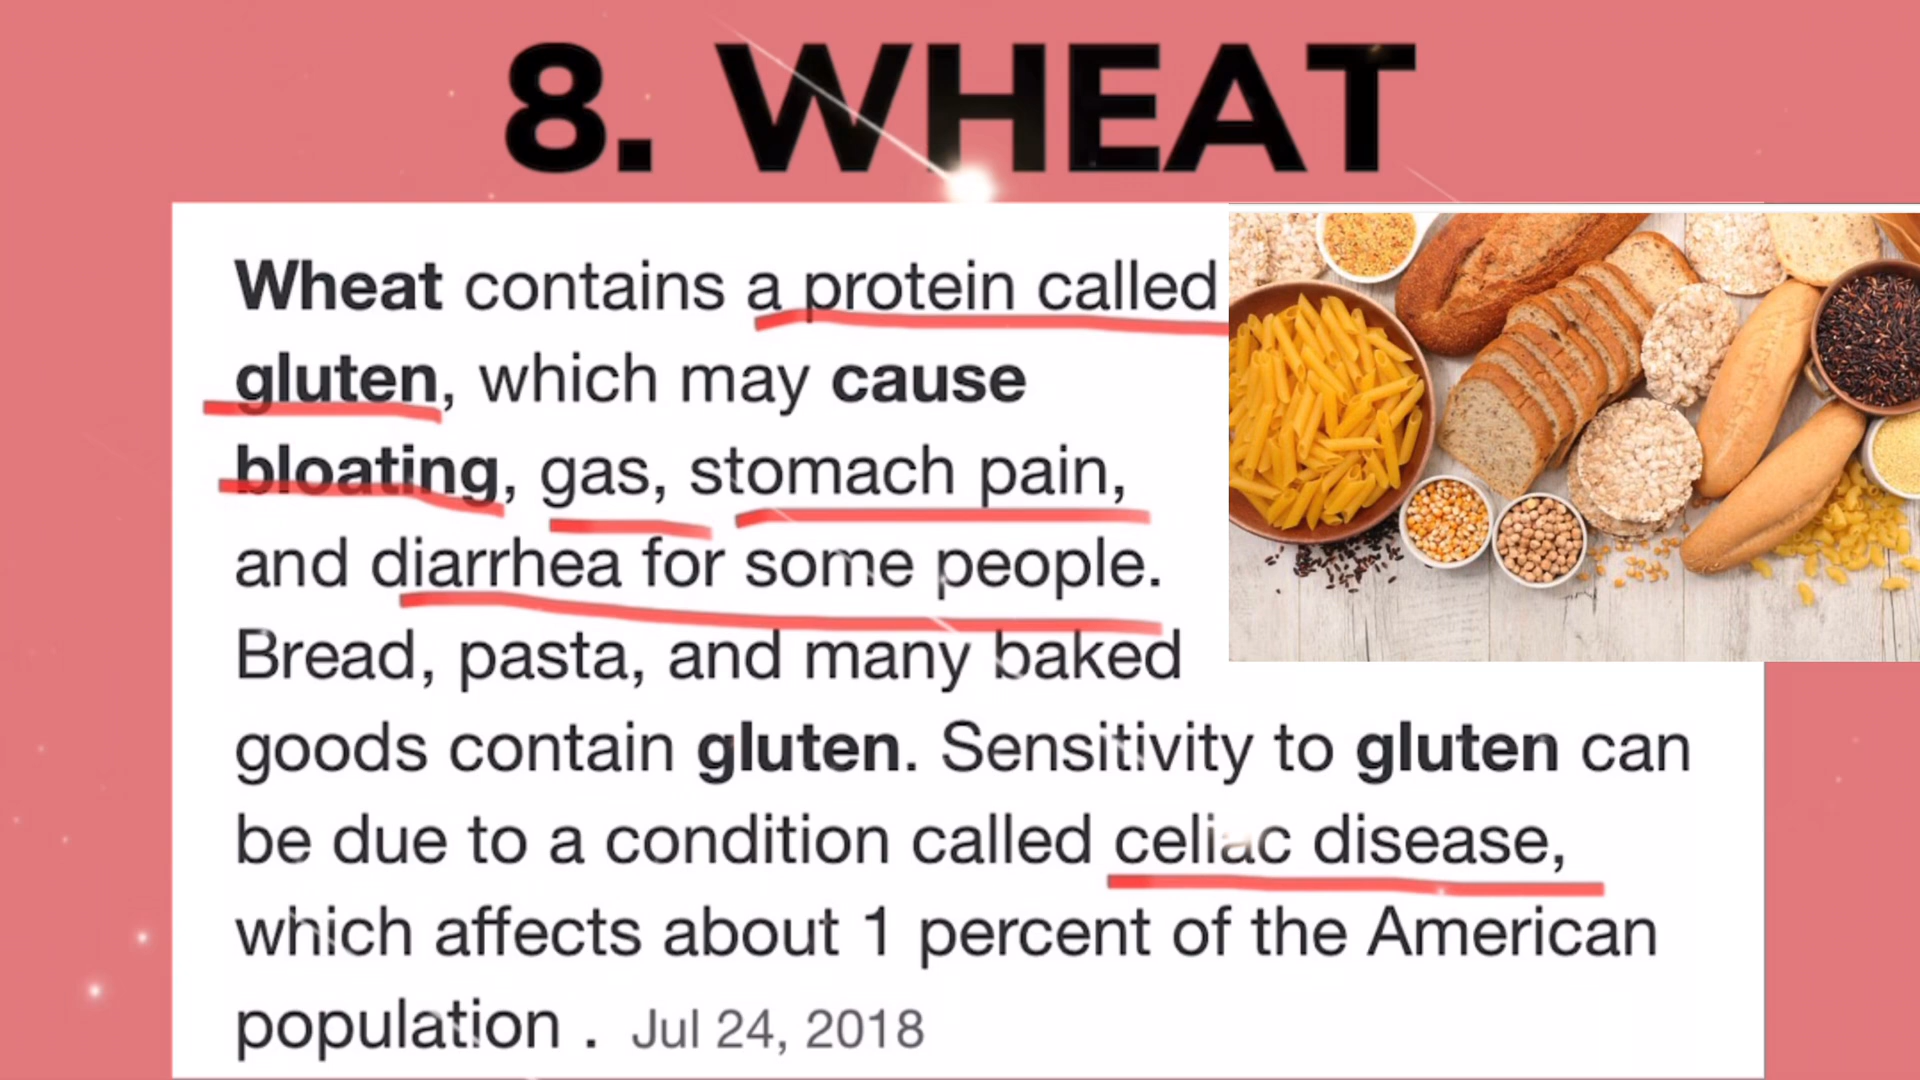 8. WHEAT
Wheat contains a protein called
gluten, which may cause
bloating, gas, stomach pain,
and diarrhea for some people.
Bread, pasta, and many baked
goods contain gluten. Sensitivity to gluten can
be due to a condition called celiac disease,
which affects about 1 percent of the American
population . Jul 24, 2018